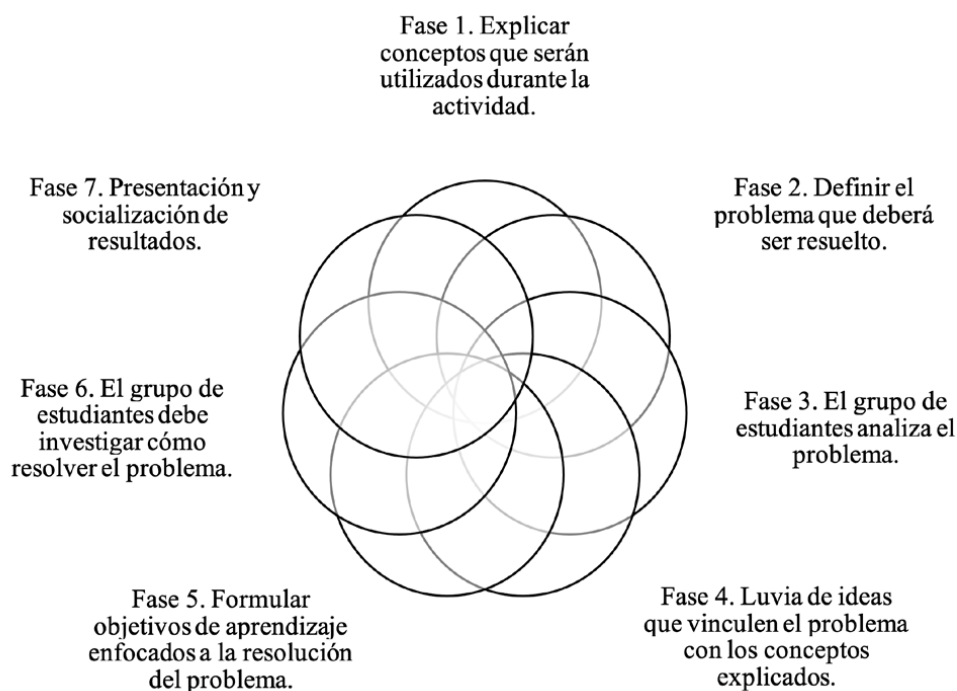 Fase 1. Explicar
conceptos que serán
utilizados durante la
actividad.
Fase 2. Definir el
problema que deberá
ser resuelto.
Fase 3. El grupo de
estudiantes analiza el
problema.
Fase 4. Luvia de ideas
que vinculen el problema
con los conceptos
explicados.
Fase 5. Formular
objetivos de aprendizaje
enfocados a la resolución
del problema.
Fase 6. El grupo de
estudiantes debe
investigar cómo
resolver el problema.
Fase 7. Presentación y
socialización de
resultados.